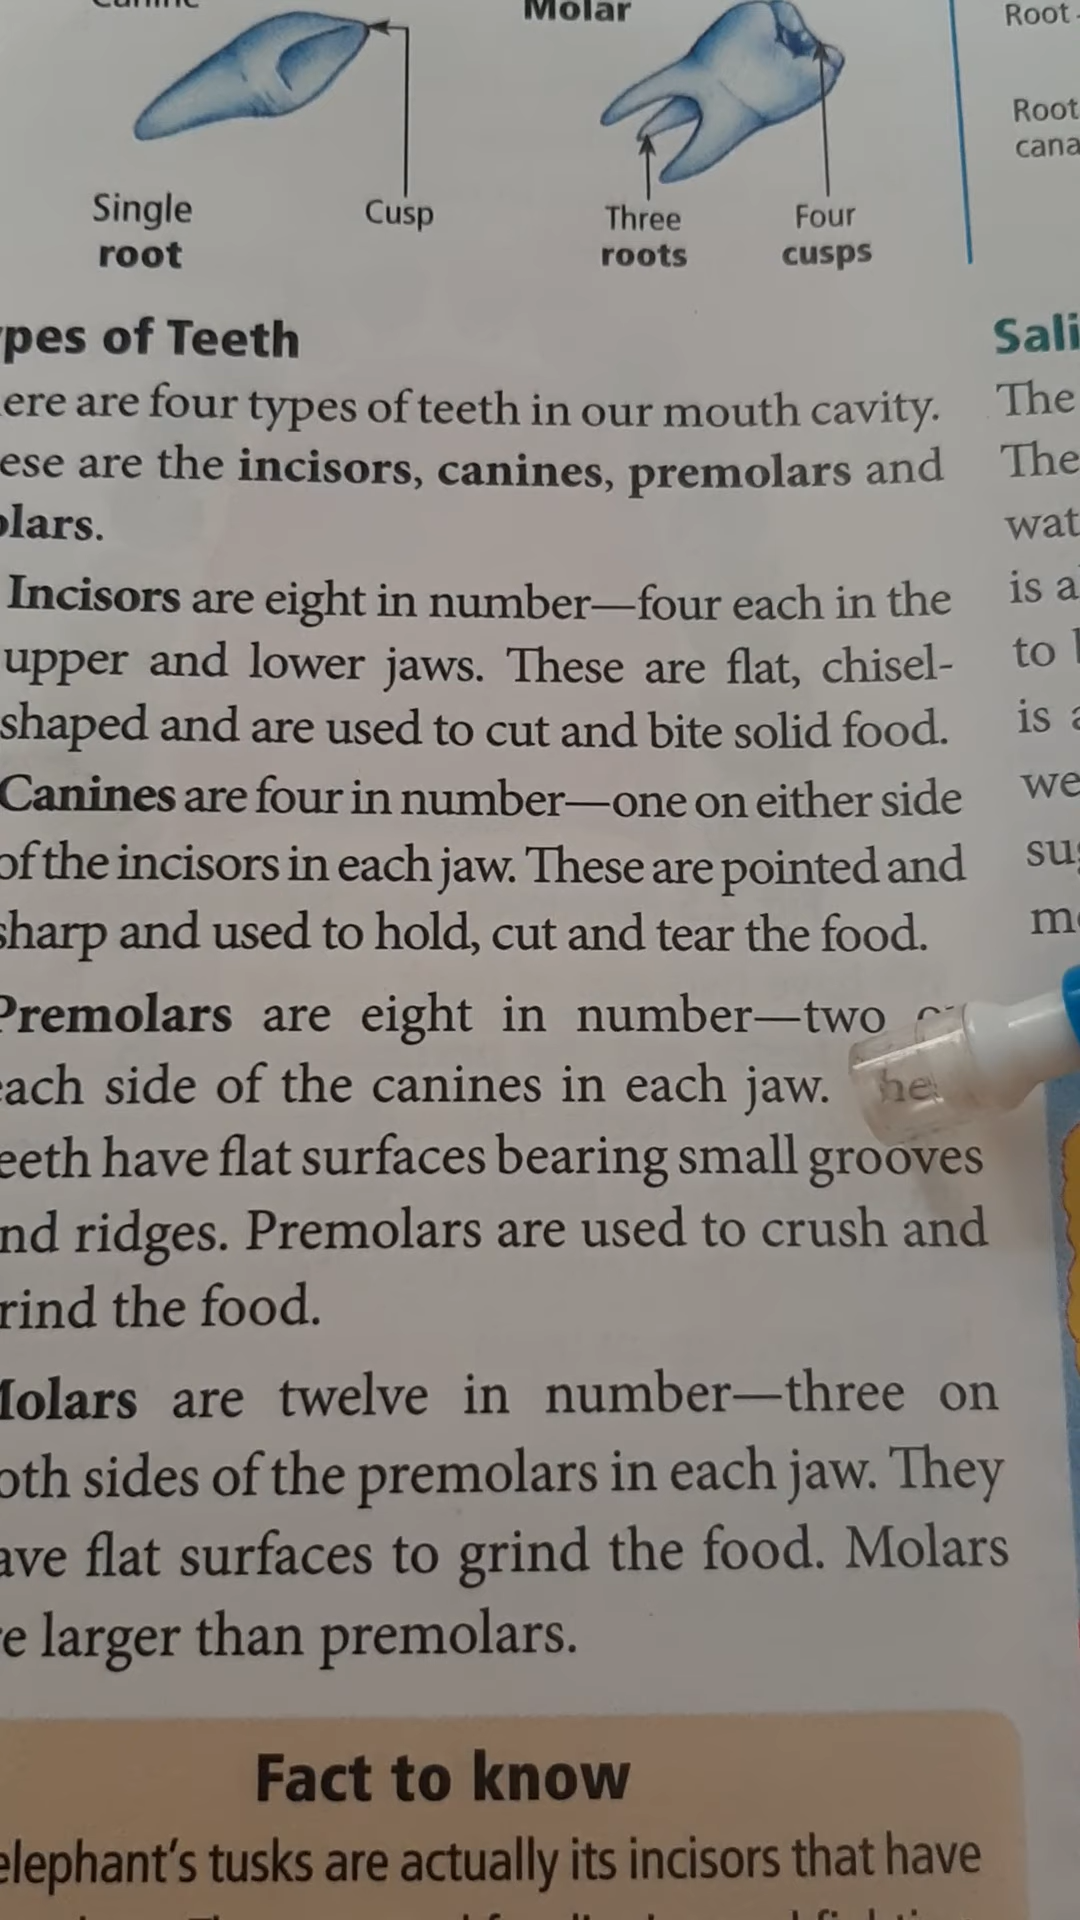 Molar
Root
Root
cana
Single
root
Cusp
Three
roots
Four
cusps
ypes of Teeth
ere are four types of teeth in our mouth cavity.
ese are the incisors, canines, premolars and
olars.
Incisors are eight in number—four each in the
upper and lower jaws. These are flat, chisel-
shaped and are used to cut and bite solid food.
Canines are four in number—one on either side
of the incisors in each jaw. These are pointed and
sharp and used to hold, cut and tear the food.
Premolars are eight in number—two
each side of the canines in each jaw.
eeth have flat surfaces bearing small grooves
nd ridges. Premolars are used to crush and
rind the food.
Molars are twelve in number—three on
oth sides of the premolars in each jaw. They
ave flat surfaces to grind the food. Molars
e larger than premolars.
Fact to know
elephant's tusks are actually its incisors that have
Sali
The
The
wat
is a
to
is a
we
su
m